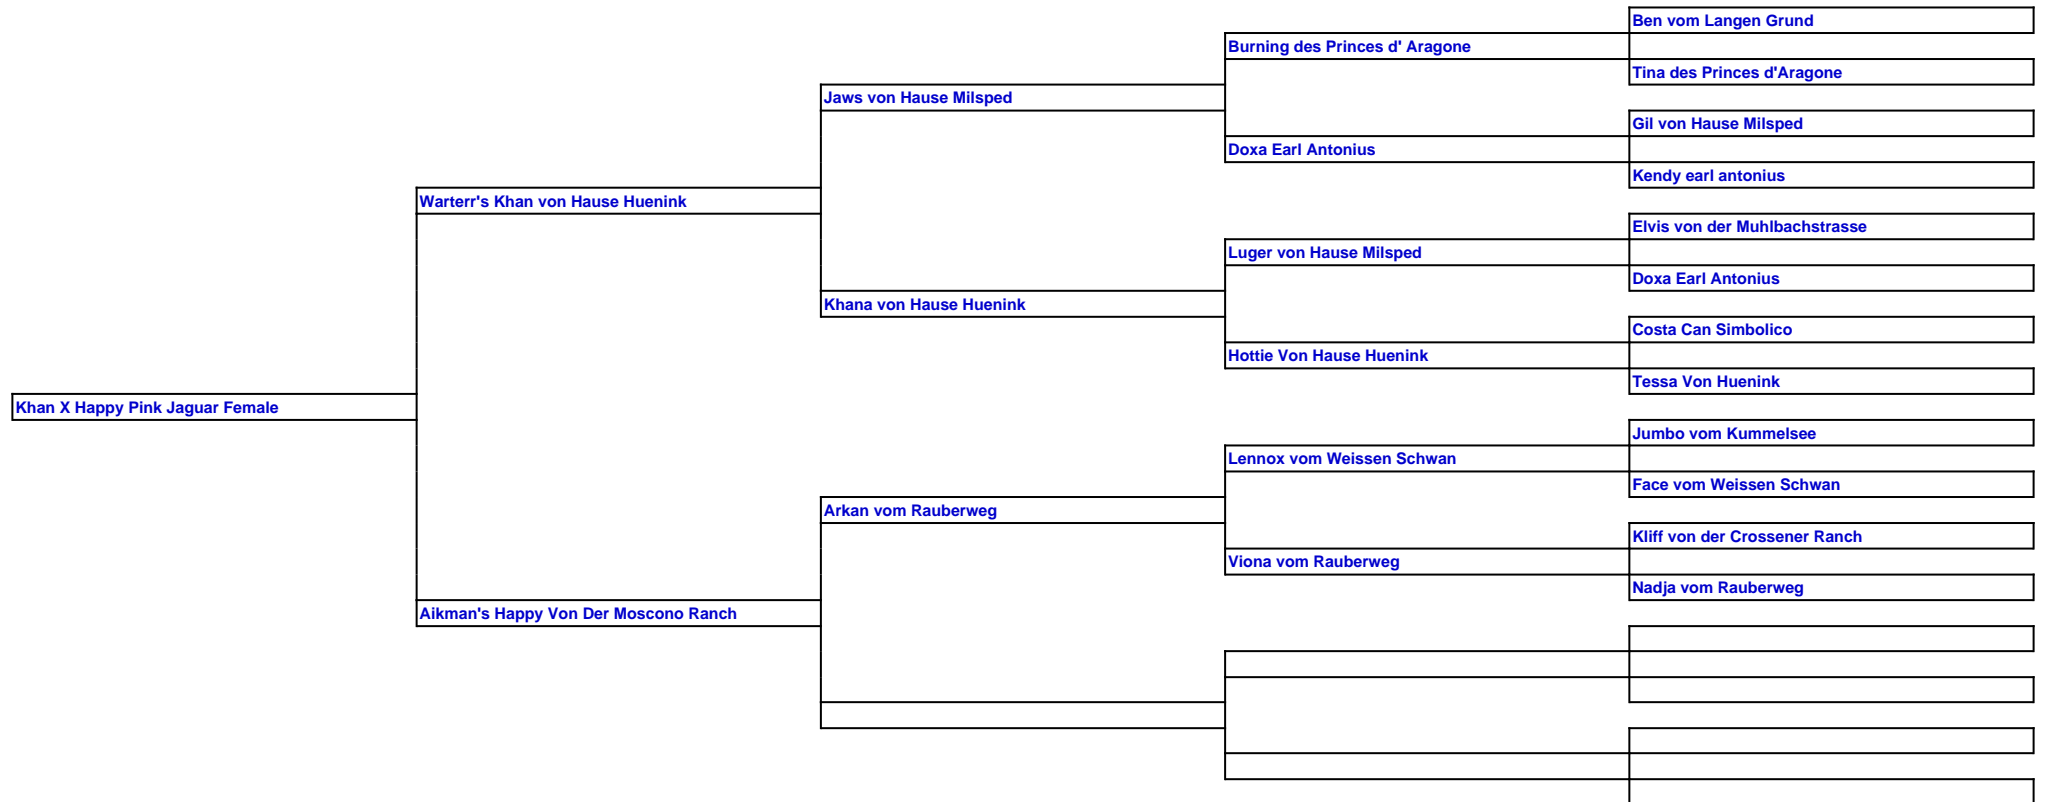 Ben vom Langen Grund
Burning des Princes d' Aragone
Tina des Princes d'Aragone
Jaws von Hause Milsped
Gil von Hause Milsped
Doxa Earl Antonius
Kendy earl antonius
Warterr's Khan von Hause Huenink
Elvis von der Muhlbachstrasse
Luger von Hause Milsped
Doxa Earl Antonius
Khana von Hause Huenink
Costa Can Simbolico
Hottie Von Hause Huenink
Tessa Von Huenink
Khan X Happy Pink Jaguar Female
Jumbo vom Kummelsee
Lennox vom Weissen Schwan
Face vom Weissen Schwan
Arkan vom Rauberweg
Kliff von der Crossener Ranch
Viona vom Rauberweg
Nadja vom Rauberweg
Aikman's Happy Von Der Moscono Ranch